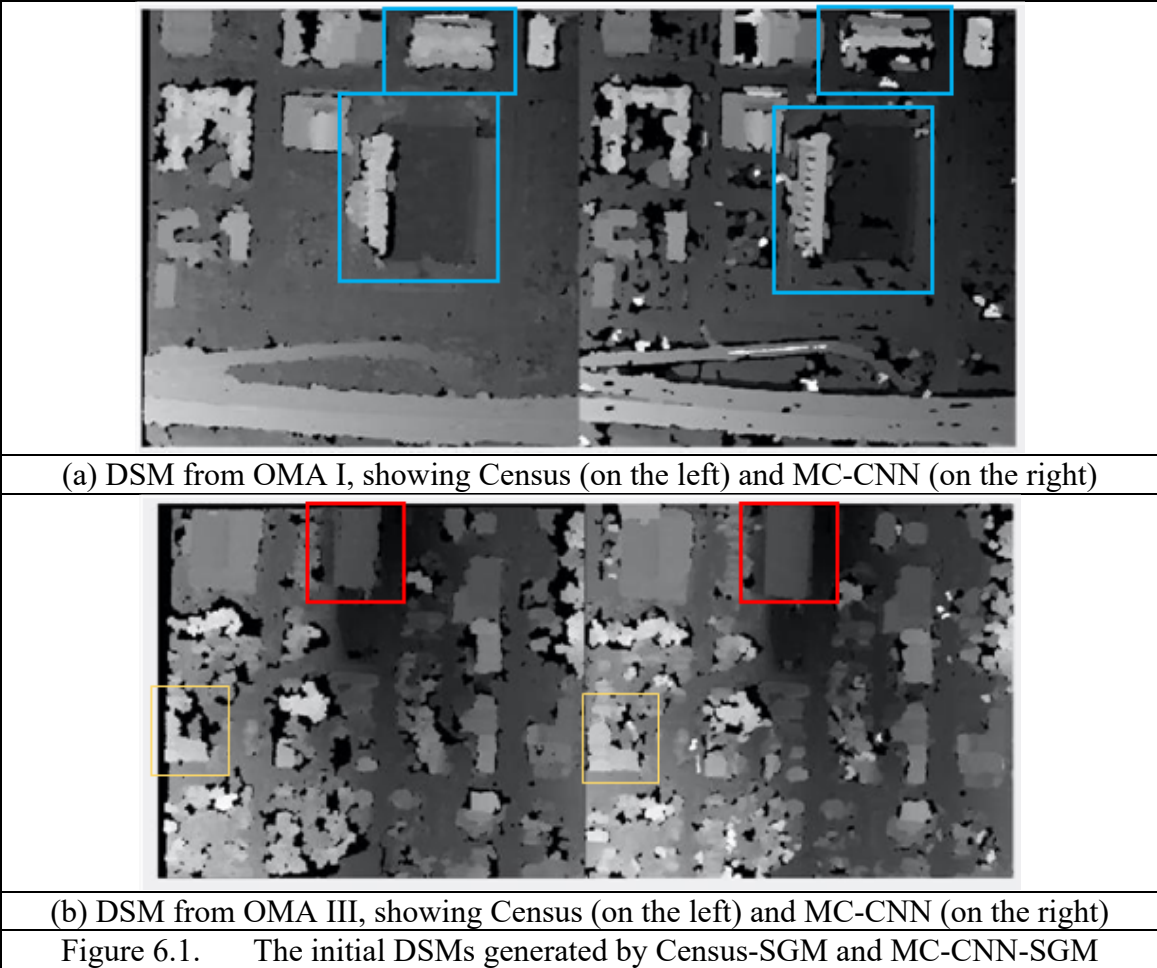 (a) DSM from OMA I, showing Census (on the left) and MC-CNN (on the right)
(b) DSM from OMA III, showing Census (on the left) and MC-CNN (on the right)
Figure 6.1. The initial DSMs generated by Census-SGM and MC-CNN-SGM